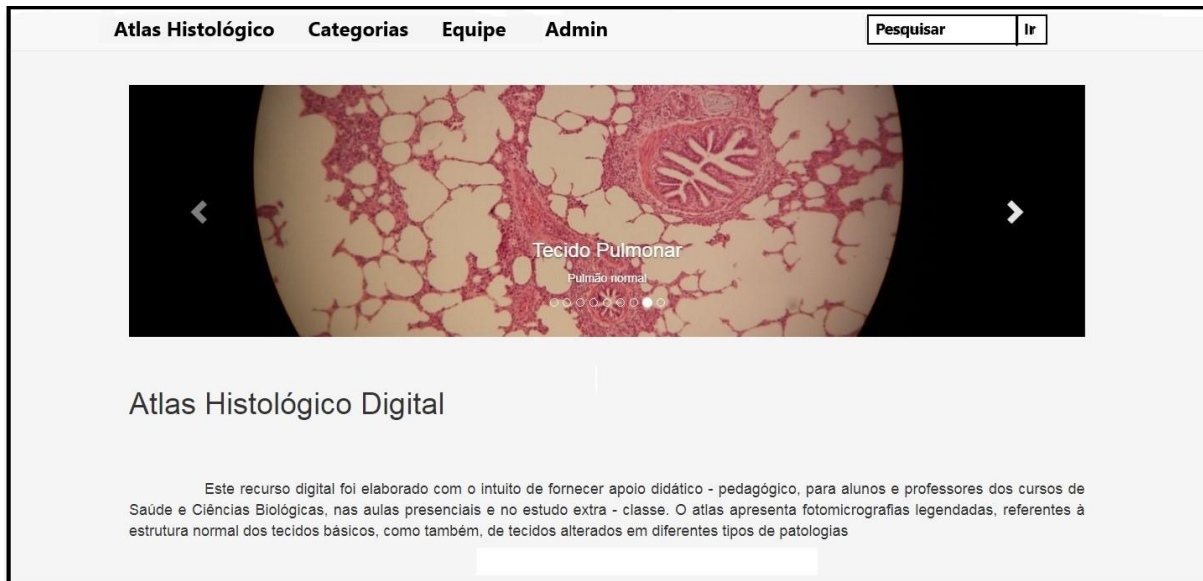 Atlas Histológico Categorias Equipe Admin Pesquisar Ir
Tecido Pulmonar
Pulmão normal
Atlas Histológico Digital
Este recurso digital foi elaborado com o intuito de fornecer apoio didático - pedagógico, para alunos e professores dos cursos de
Saúde e Ciências Biológicas, nas aulas presenciais e no estudo extra - classe. O atlas apresenta fotomicrografias legendadas, referentes à
estrutura normal dos tecidos básicos, como também, de tecidos alterados em diferentes tipos de patologias